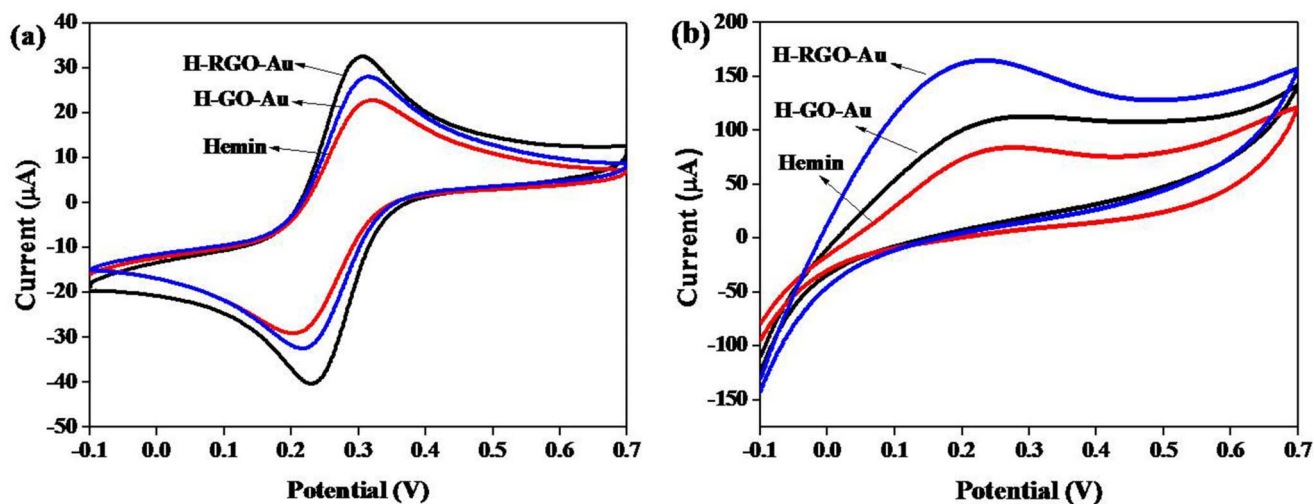 (a)
40
30
20
10
0
-10
-20
-30
-40
-50
Current (μA)
H-RGO-Au
H-GO-Au
Hemin
-0.1 0.0 0.1 0.2 0.3 0.4 0.5 0.6 0.7
Potential (V)
(b)
200
150
100
50
0
-50
-100
-150
Current (μA)
H-RGO-Au
H-GO-Au
Hemin
-0.1 0.0 0.1 0.2 0.3 0.4 0.5 0.6 0.7
Potential (V)